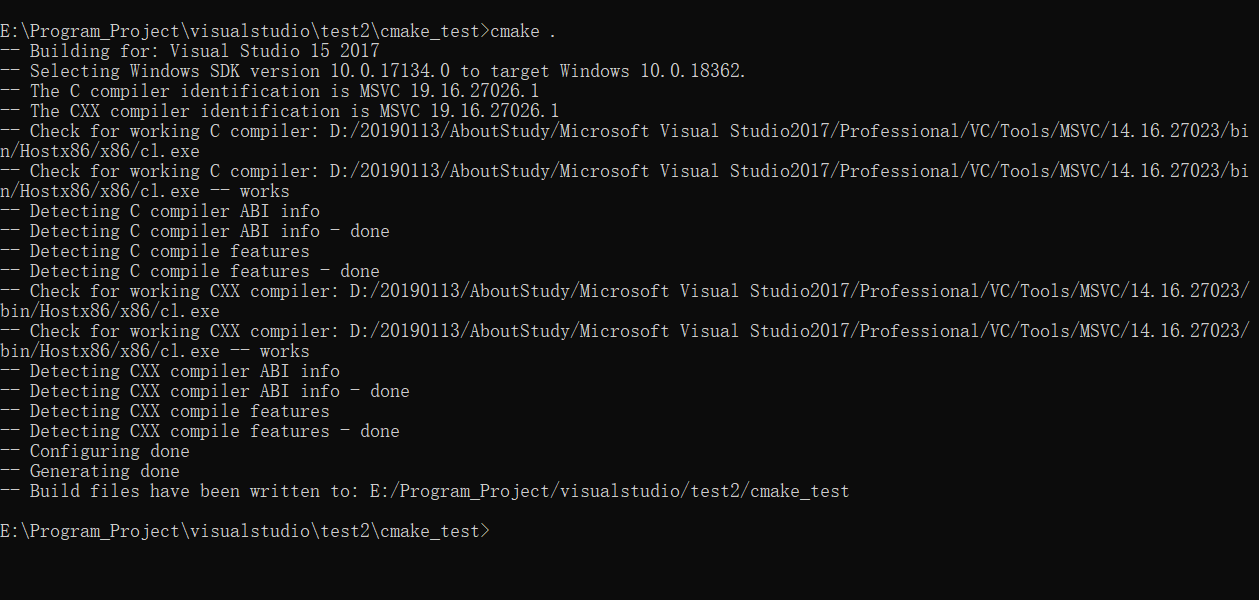 E:\Program_Project\visualstudio\test2\cmake_test>cmake .
-- Building for: Visual Studio 15 2017
-- Selecting Windows SDK version 10.0.17134.0 to target Windows 10.0.18362.
-- The C compiler identification is MSVC 19.16.27026.1
-- The CXX compiler identification is MSVC 19.16.27026.1
-- Check for working C compiler: D:/20190113/AboutStudy/Microsoft Visual Studio2017/Professional/VC/Tools/MSVC/14.16.27023/bi
n/Hostx86/x86/cl.exe
-- Check for working C compiler: D:/20190113/AboutStudy/Microsoft Visual Studio2017/Professional/VC/Tools/MSVC/14.16.27023/bi
n/Hostx86/x86/cl.exe -- works
-- Detecting C compiler ABI info
-- Detecting C compiler ABI info - done
-- Detecting C compile features
-- Detecting C compile features - done
-- Check for working CXX compiler: D:/20190113/AboutStudy/Microsoft Visual Studio2017/Professional/VC/Tools/MSVC/14.16.27023/
bin/Hostx86/x86/cl.exe
-- Check for working CXX compiler: D:/20190113/AboutStudy/Microsoft Visual Studio2017/Professional/VC/Tools/MSVC/14.16.27023/
bin/Hostx86/x86/cl.exe -- works
-- Detecting CXX compiler ABI info
-- Detecting CXX compiler ABI info - done
-- Detecting CXX compile features
-- Detecting CXX compile features - done
-- Configuring done
-- Generating done
-- Build files have been written to: E:/Program_Project/visualstudio/test2/cmake_test
E:\Program_Project\visualstudio\test2\cmake_test>